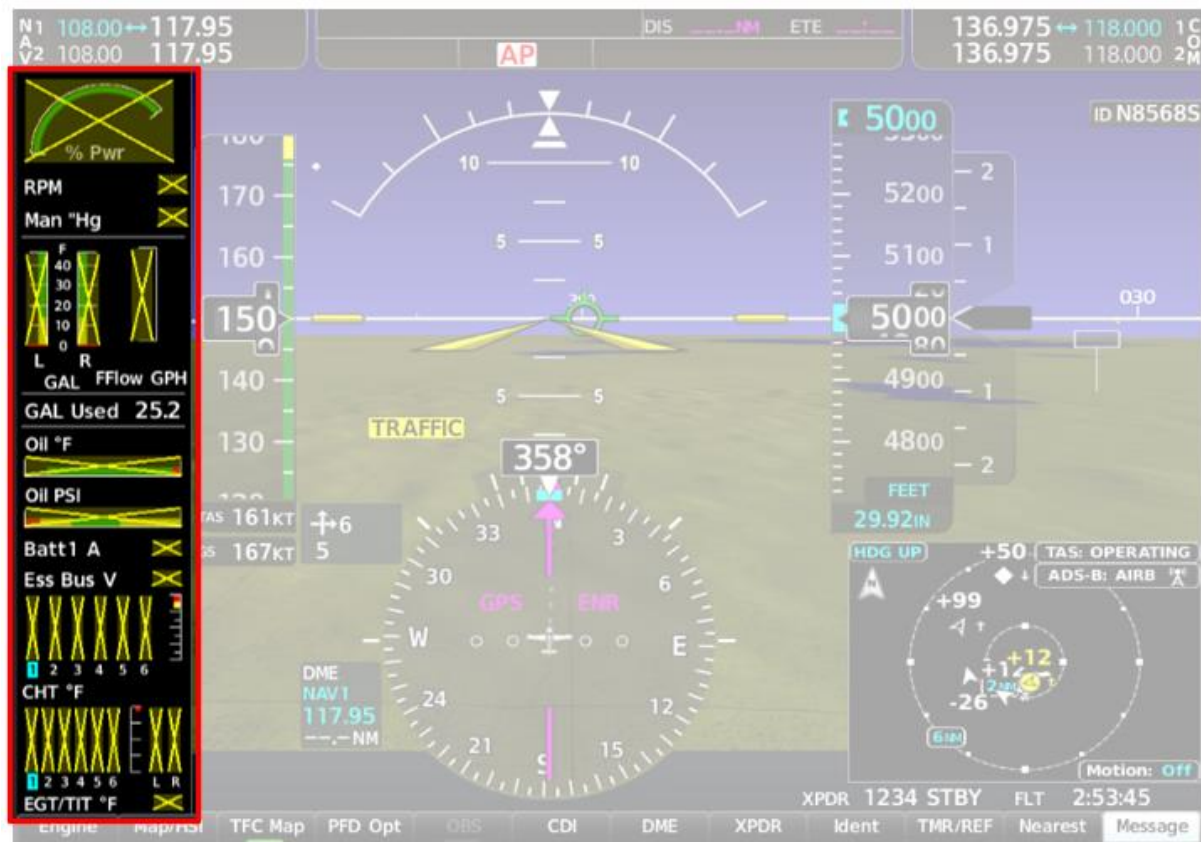 N 1 108.00↔117.95 DIS ____NM ETE __:__ 136.975 ↔ 118.000 1 C
A
V2 108.00 117.95 AP 136.975 118.000 2 M
O
% Pwr
RPM
Man "Hg
F
40
30
20
10
0
L R
GAL FFlow GPH
GAL Used 25.2
Oil °F
Oil PSI
Batt1 A
Ess Bus V
1 2 3 4 5 6
CHT °F
1 2 3 4 5 6 L R
EGT/TIT °F
170
160
150
140
130
TAS 161KT
GS 167KT
6
5
10 10
5 5
5 5
TRAFFIC
358°
33 3
30 6
GPS ENR
W E
24 12
21 15
S
DME
NAV1
117.95
--.-NM
5000
ID N8568S
5200
5100
5000
4900
4800
2
1
1
2
FEET
29.92IN
030
HDG UP +50 TAS: OPERATING
N ADS-B: AIRB
+99
+12
+12
2NM
-26
6NM
Motion: Off
XPDR 1234 STBY FLT 2:53:45
Engine Map/HSI TFC Map PFD Opt OBS CDI DME XPDR Ident TMR/REF Nearest Message